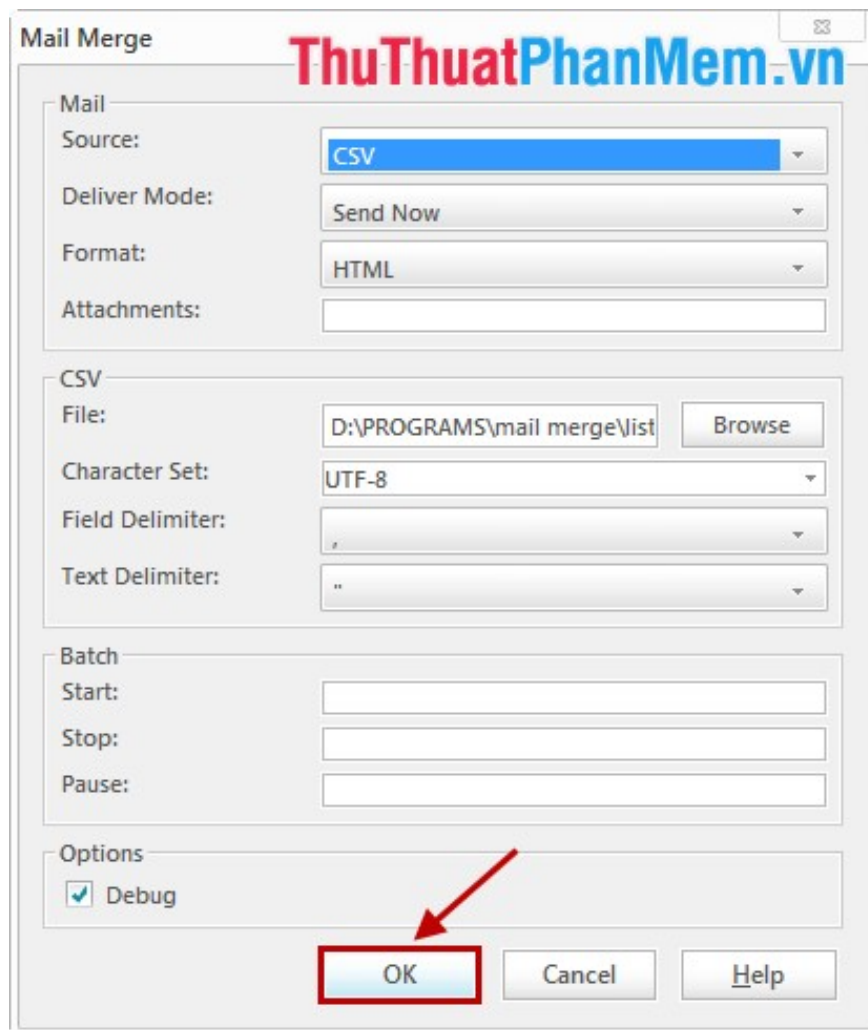 Mail Merge
ThuThuatPhanMem.vn
Mail
Source: CSV
Deliver Mode: Send Now
Format: HTML
Attachments:
CSV
File: D:\PROGRAMS\mail merge\list Browse
Character Set: UTF-8
Field Delimiter: ,
Text Delimiter: "
Batch
Start:
Stop:
Pause:
Options
Debug
OK Cancel Help